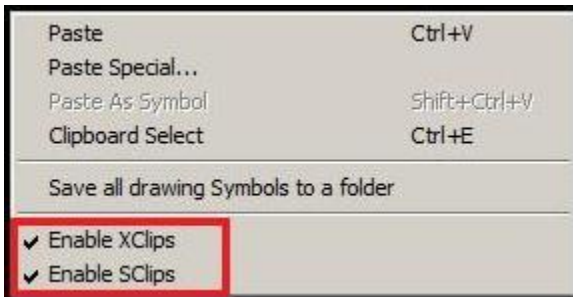 Paste Ctrl+V
Paste Special...
Paste As Symbol Shift+Ctrl+V
Clipboard Select Ctrl+E
Save all drawing Symbols to a folder
Enable XClips
Enable SClips